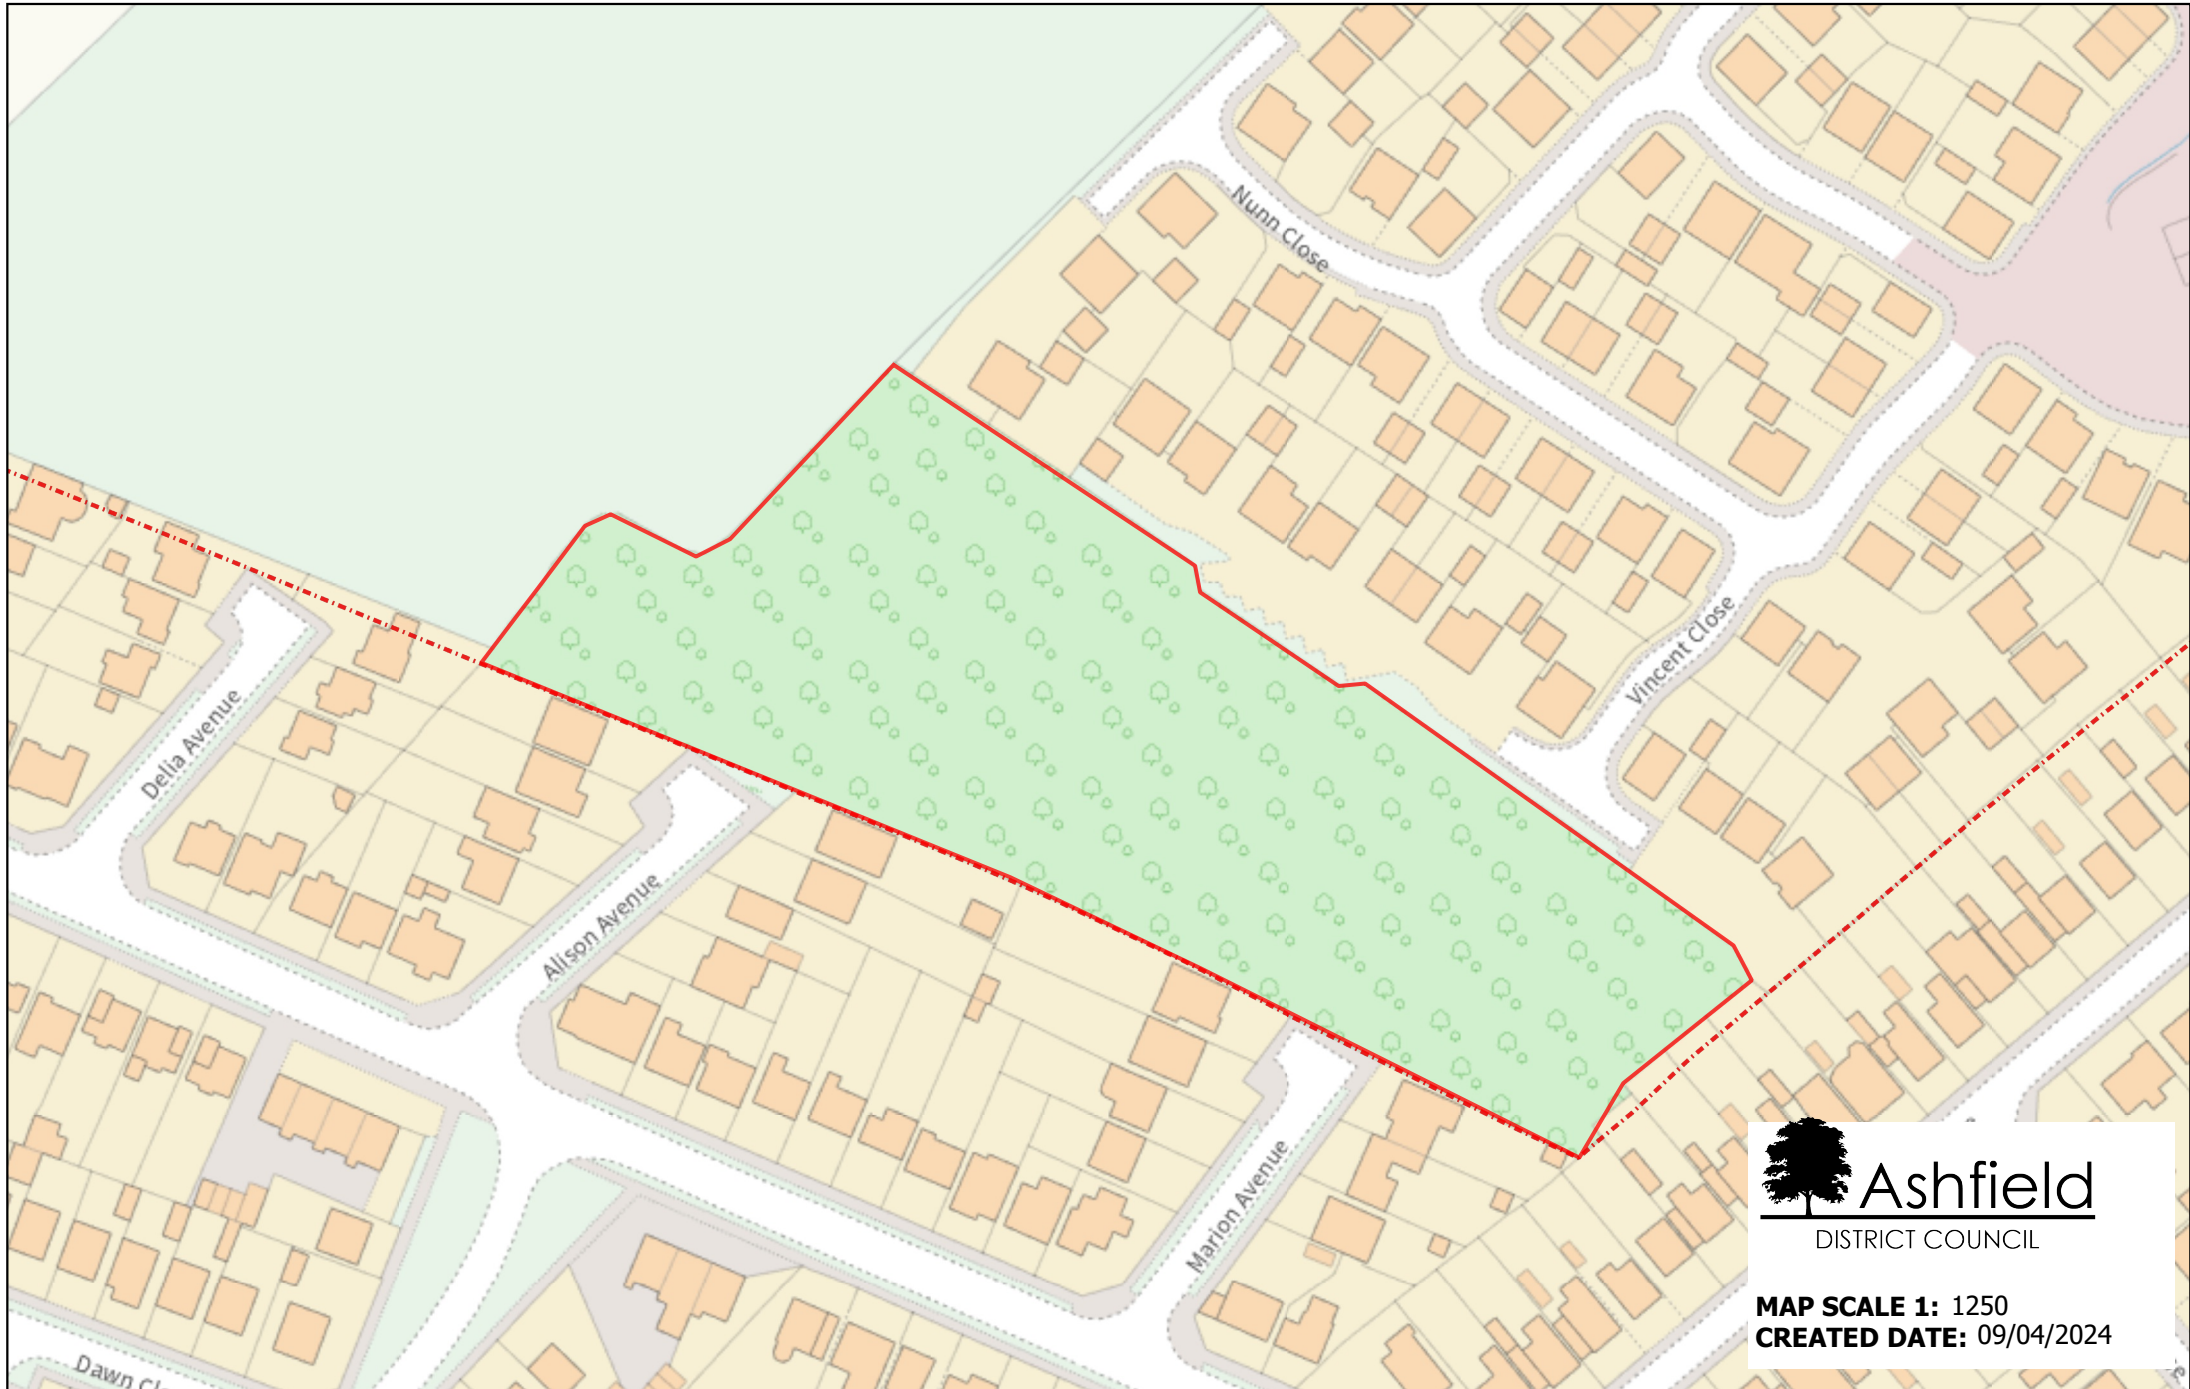 Nunn Close
Vincent Close
Delia Avenue
Alison Avenue
Marion Avenue
Ashfield
DISTRICT COUNCIL
MAP SCALE 1: 1250
CREATED DATE: 09/04/2024
Dawn